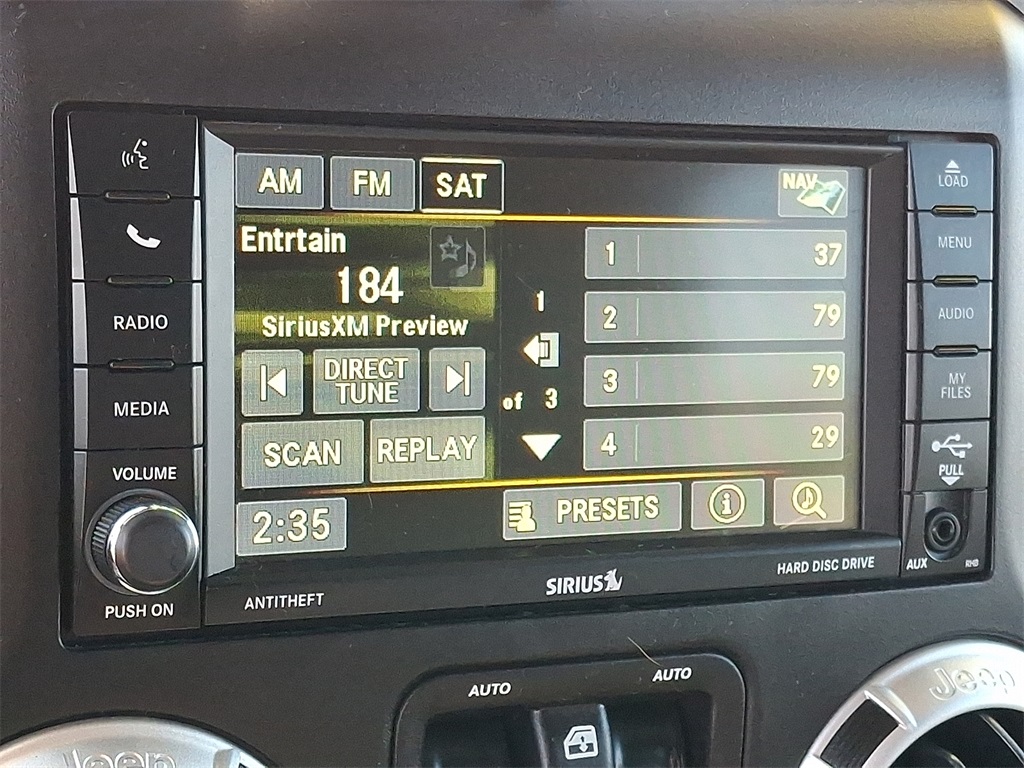 RADIO
MEDIA
VOLUME
PUSH ON
AM FM SAT NAV
Entrtain
184
SiriusXM Preview
DIRECT
TUNE
SCAN REPLAY
2:35
1
of 3
1 37
2 79
3 79
4 29
PRESETS
i
LOAD
MENU
AUDIO
MY
FILES
PULL
AUX RHB
ANTITHEFT SIRIUS HARD DISC DRIVE
AUTO AUTO
Jeep Jeep